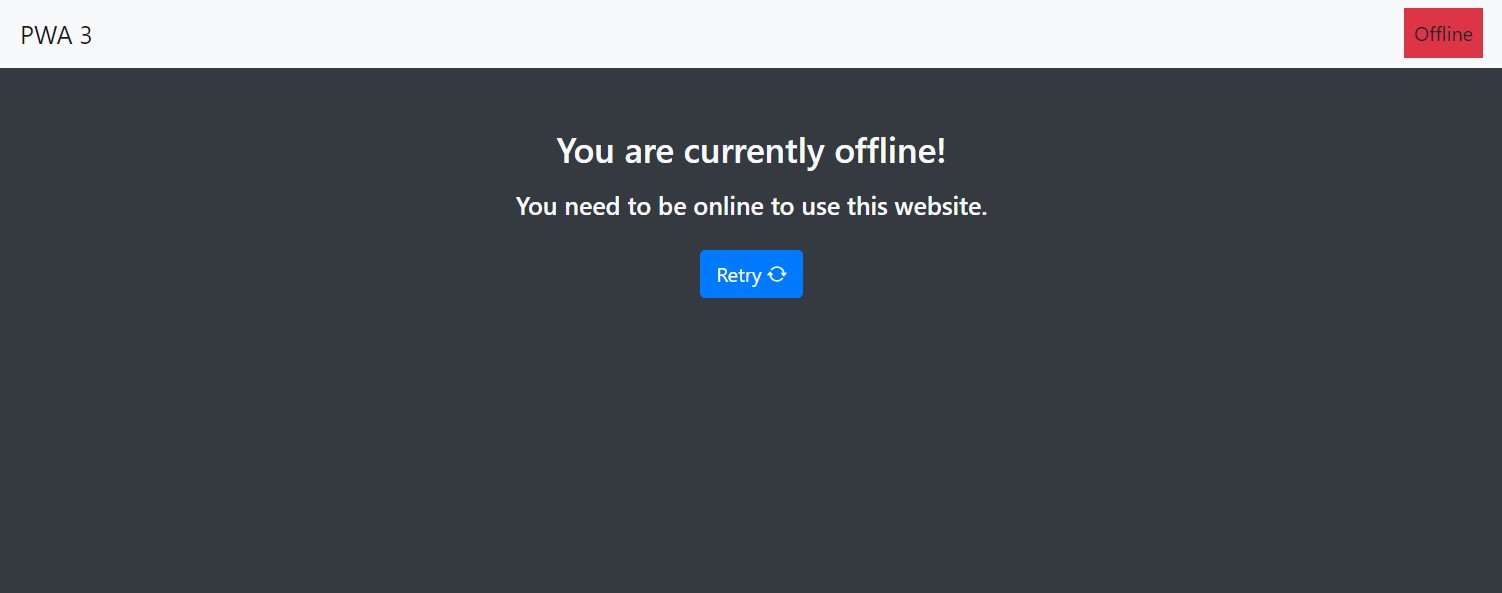 PWA 3
Offline
You are currently offline!
You need to be online to use this website.
Retry